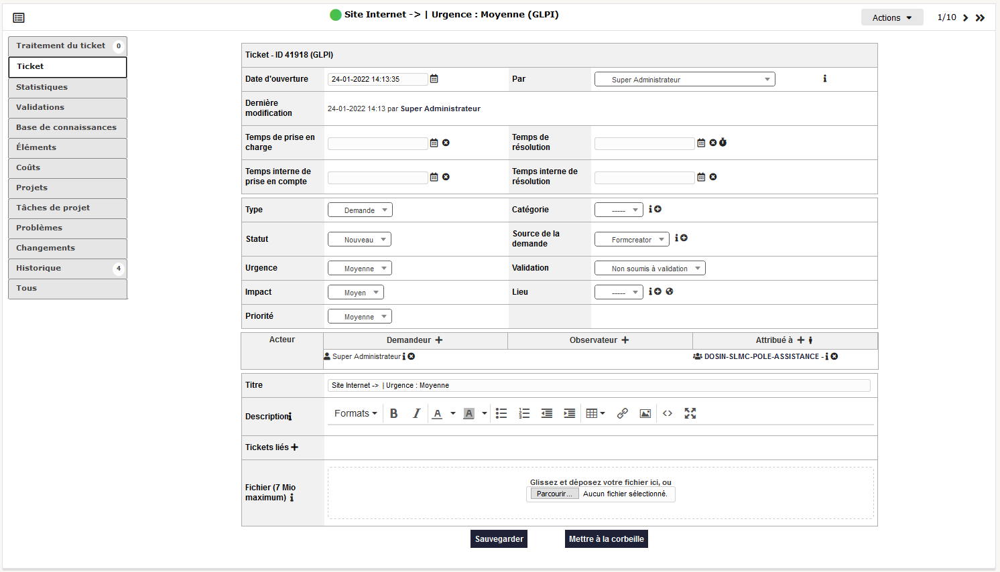 Site Internet -> | Urgence : Moyenne (GLPI)
Actions
1/10
Traitement du ticket 0
Ticket
Statistiques
Validations
Base de connaissances
Éléments
Coûts
Projets
Tâches de projet
Problèmes
Changements
Historique 4
Tous
Ticket - ID 41918 (GLPI)
Date d'ouverture 24-01-2022 14:13:35 Par Super Administrateur
Dernière
modification
24-01-2022 14:13 par Super Administrateur
Temps de prise en
charge
Temps de
résolution
Temps interne de
prise en compte
Temps interne de
résolution
Type Demande Catégorie -----
Statut Nouveau
Source de la
demande
Formcreator
Urgence Moyenne Validation Non soumis à validation
Impact Moyen Lieu -----
Priorité Moyenne
Acteur Demandeur Observateur Attribué à
Super Administrateur DOSIN-SLMC-POLE-ASSISTANCE -
Titre Site Internet -> | Urgence : Moyenne
Description Formats B I A A
Tickets liés
Fichier (7 Mio
maximum)
Glissez et déposez votre fichier ici, ou
Parcourir... Aucun fichier sélectionné.
Sauvegarder Mettre à la corbeille